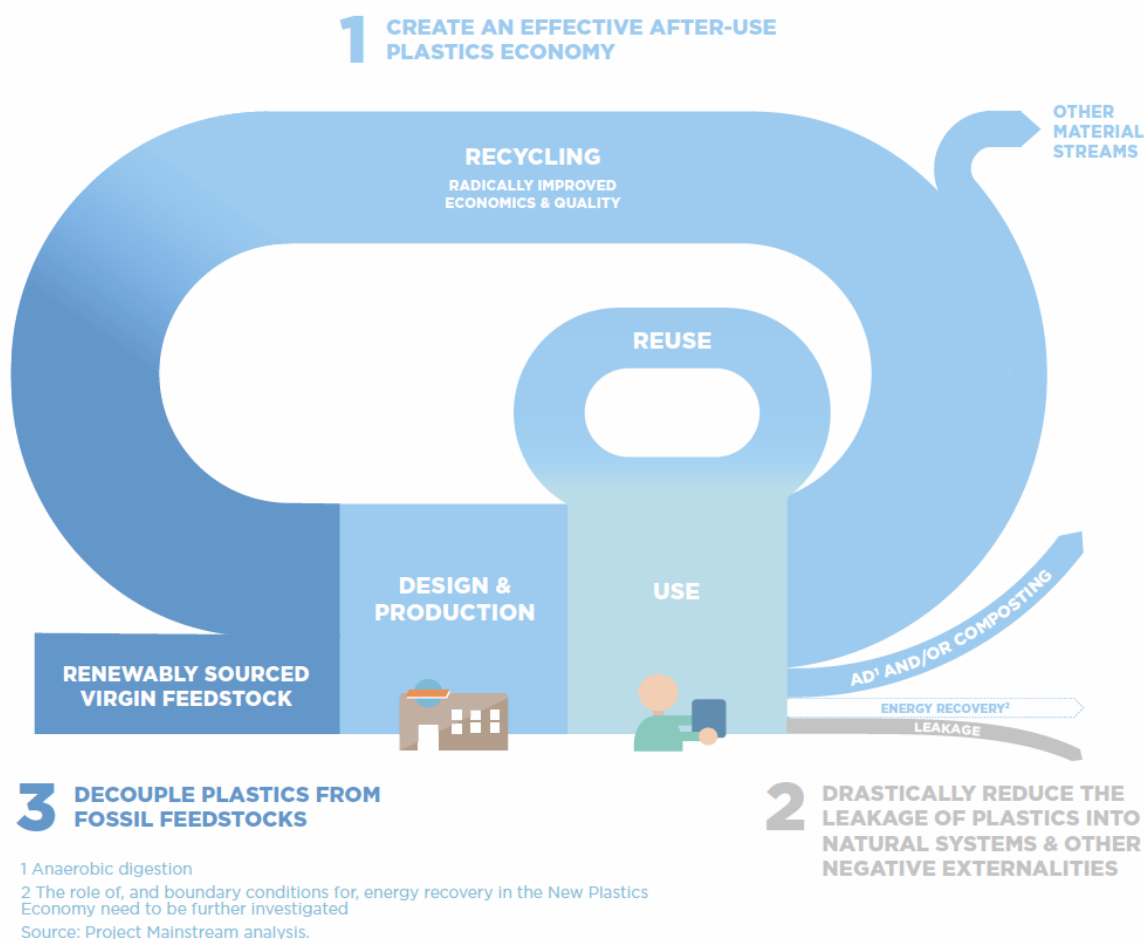 1 CREATE AN EFFECTIVE AFTER-USE
PLASTICS ECONOMY
OTHER
MATERIAL
STREAMS
RECYCLING
RADICALLY IMPROVED
ECONOMICS & QUALITY
REUSE
DESIGN &
PRODUCTION
USE
RENEWABLY SOURCED
VIRGIN FEEDSTOCK
AD¹ AND/OR COMPOSTING
ENERGY RECOVERY²
LEAKAGE
3 DECOUPLE PLASTICS FROM
FOSSIL FEEDSTOCKS
2 DRASTICALLY REDUCE THE
LEAKAGE OF PLASTICS INTO
NATURAL SYSTEMS & OTHER
NEGATIVE EXTERNALITIES
1 Anaerobic digestion
2 The role of, and boundary conditions for, energy recovery in the New Plastics
Economy need to be further investigated
Source: Project Mainstream analysis.